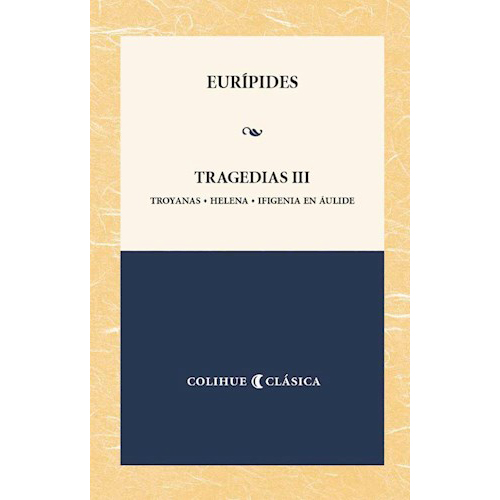 EURÍPIDES
TRAGEDIAS III
TROYANAS • HELENA • IFIGENIA EN ÁULIDE
COLIHUE CLÁSICA